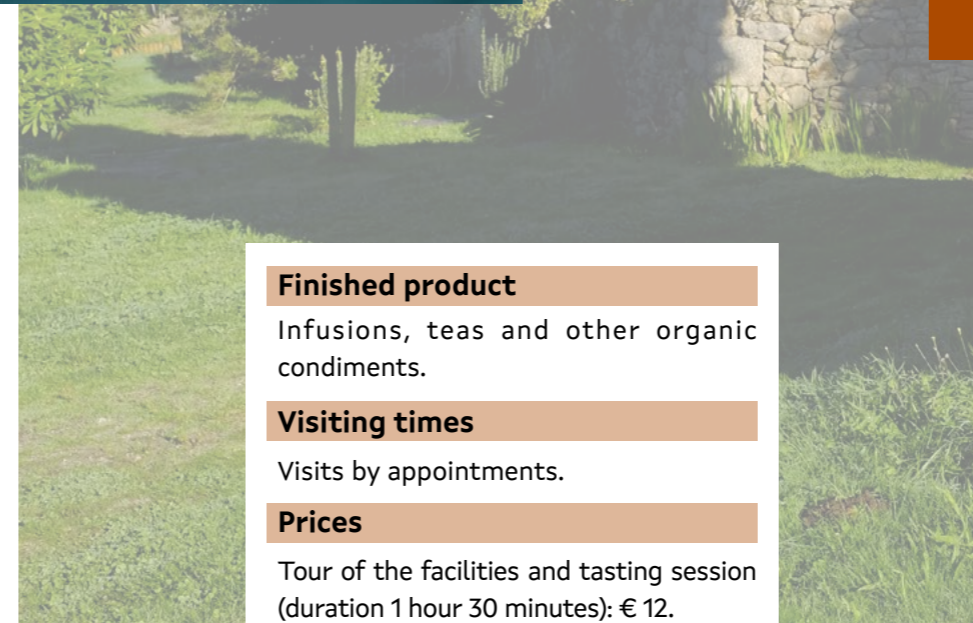 Finished product
Infusions, teas and other organic
condiments.
Visiting times
Visits by appointments.
Prices
Tour of the facilities and tasting session
(duration 1 hour 30 minutes): € 12.